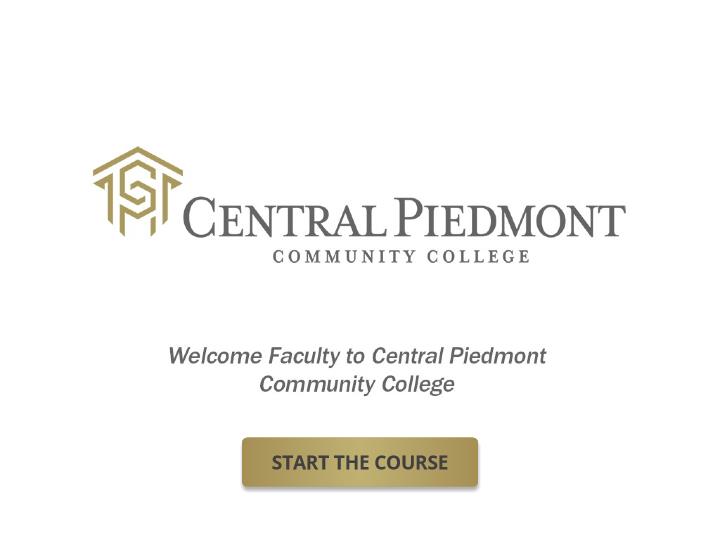 CENTRAL PIEDMONT
COMMUNITY COLLEGE
Welcome Faculty to Central Piedmont
Community College
START THE COURSE